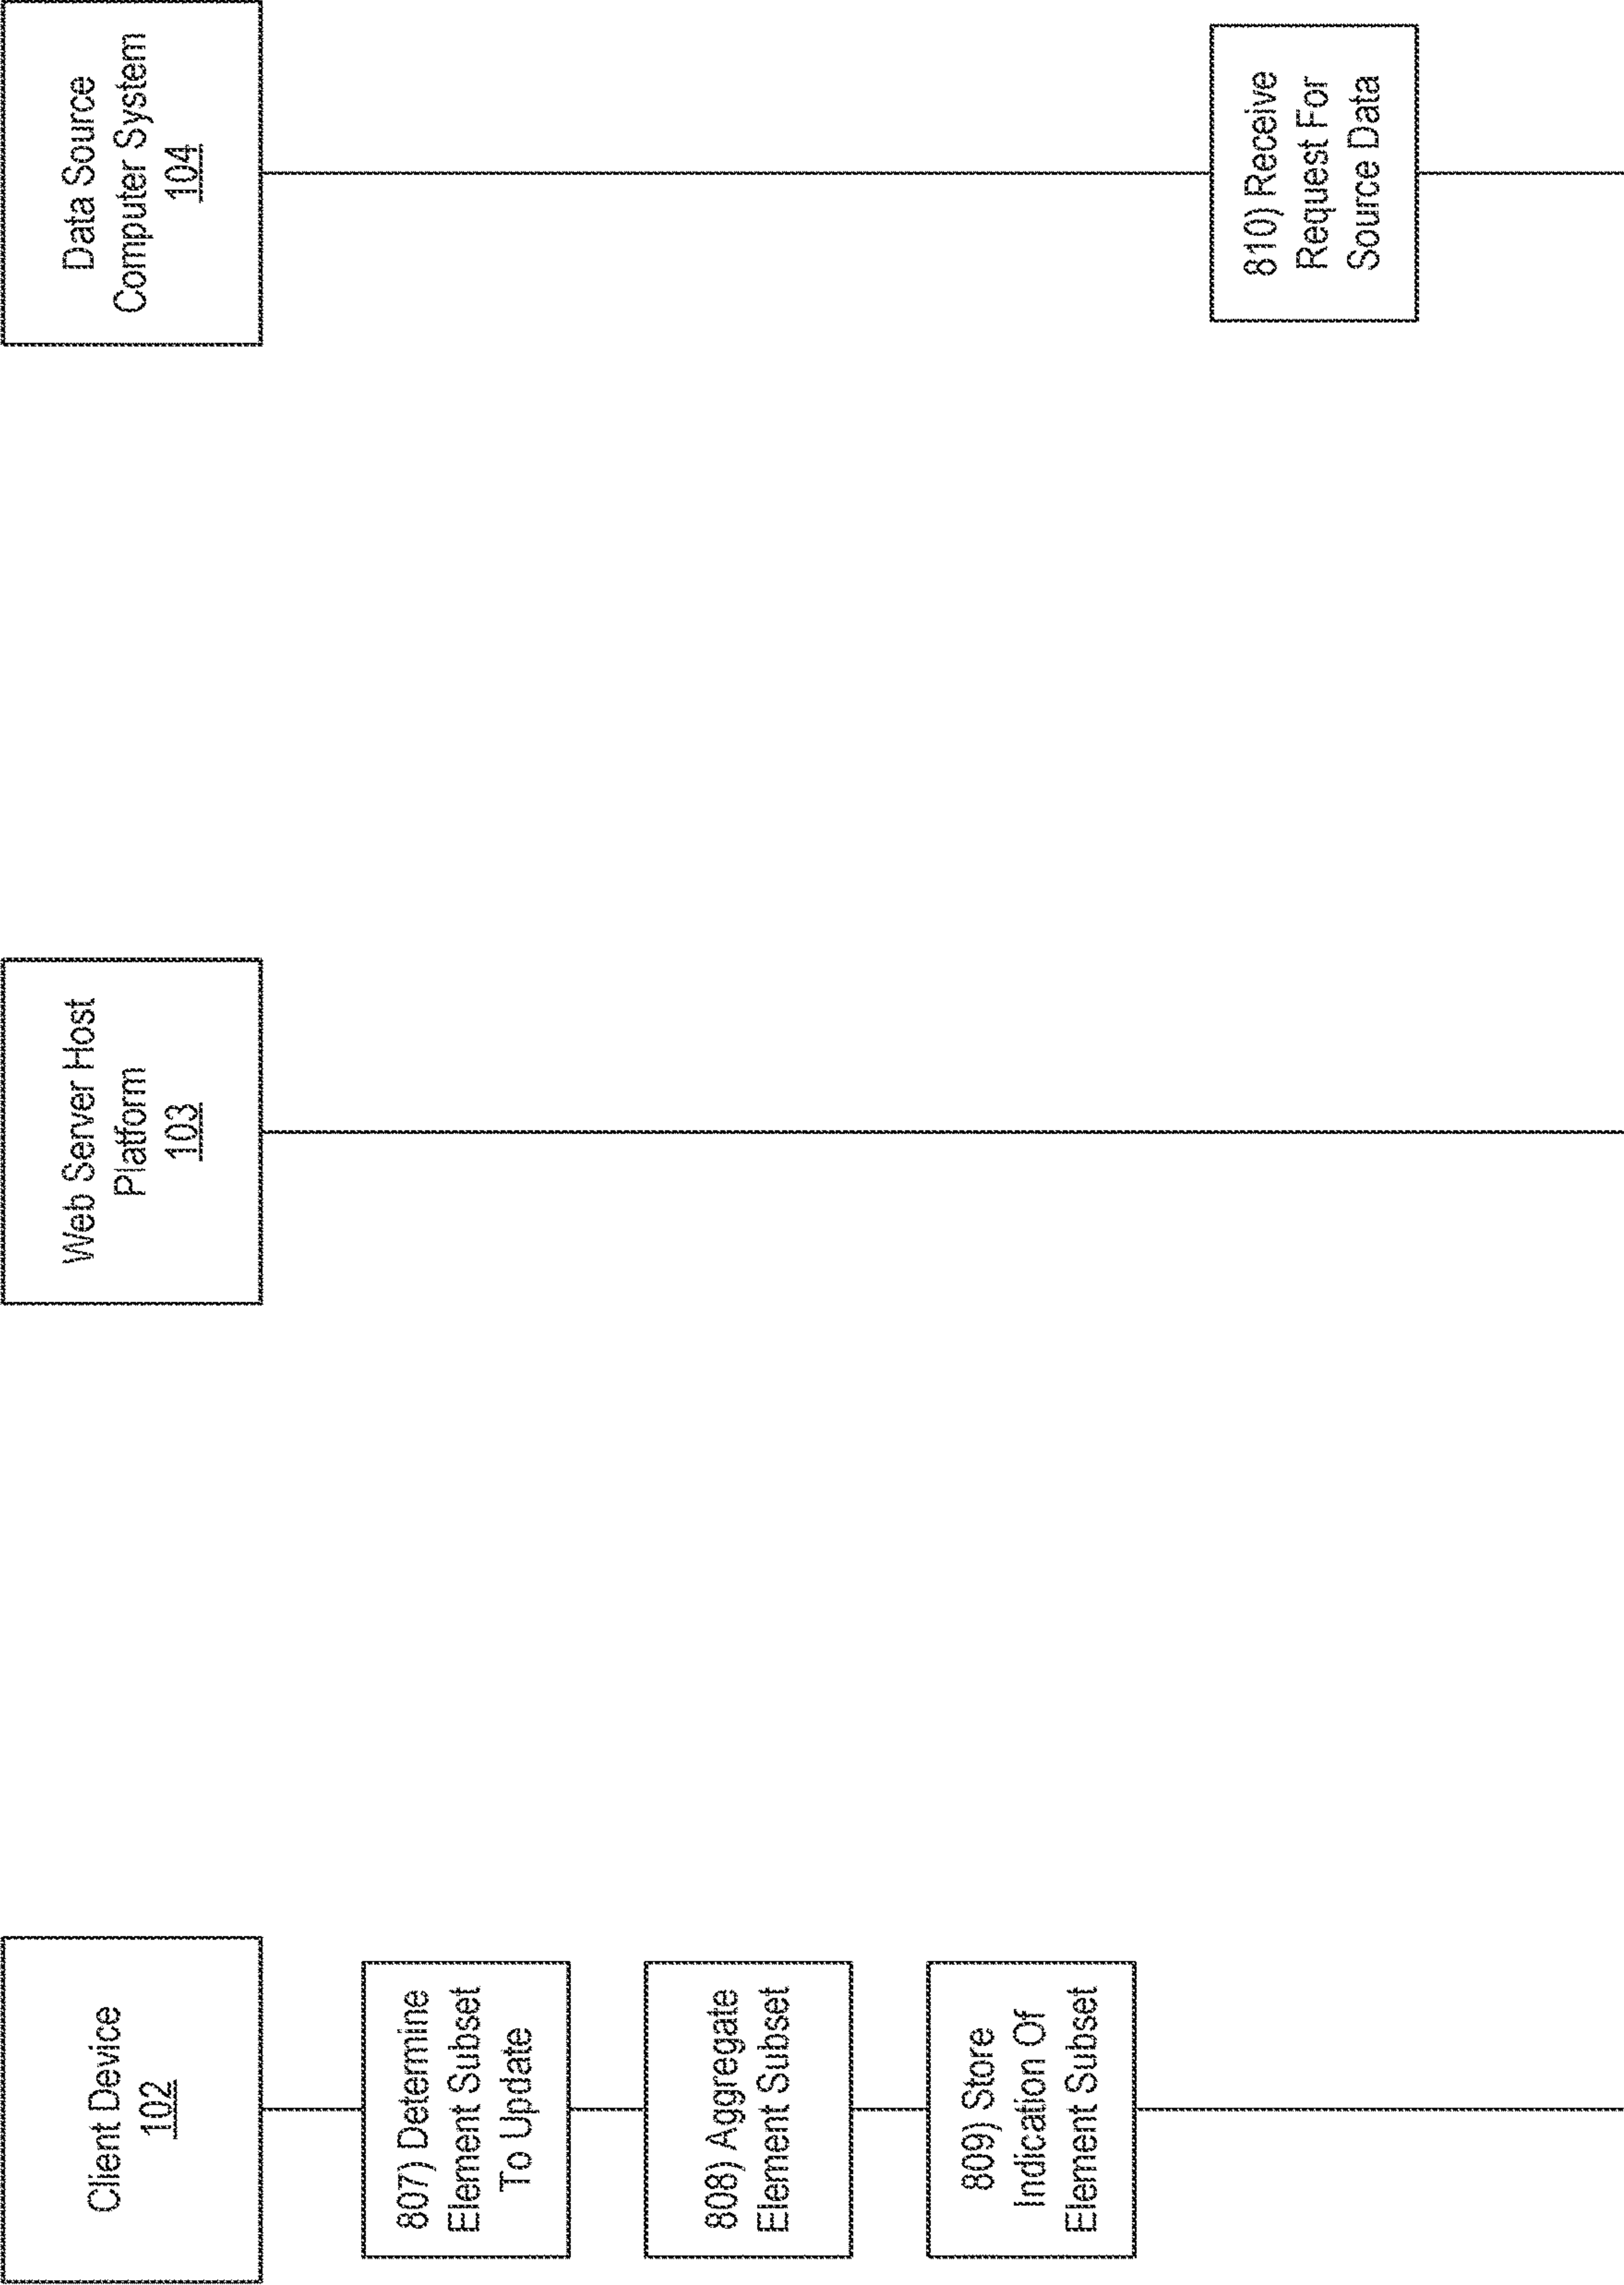 Client Device
102
Web Server Host
Platform
103
Data Source
Computer System
104
807) Determine
Element Subset
To Update
808) Aggregate
Element Subset
809) Store
Indication Of
Element Subset
810) Receive
Request For
Source Data